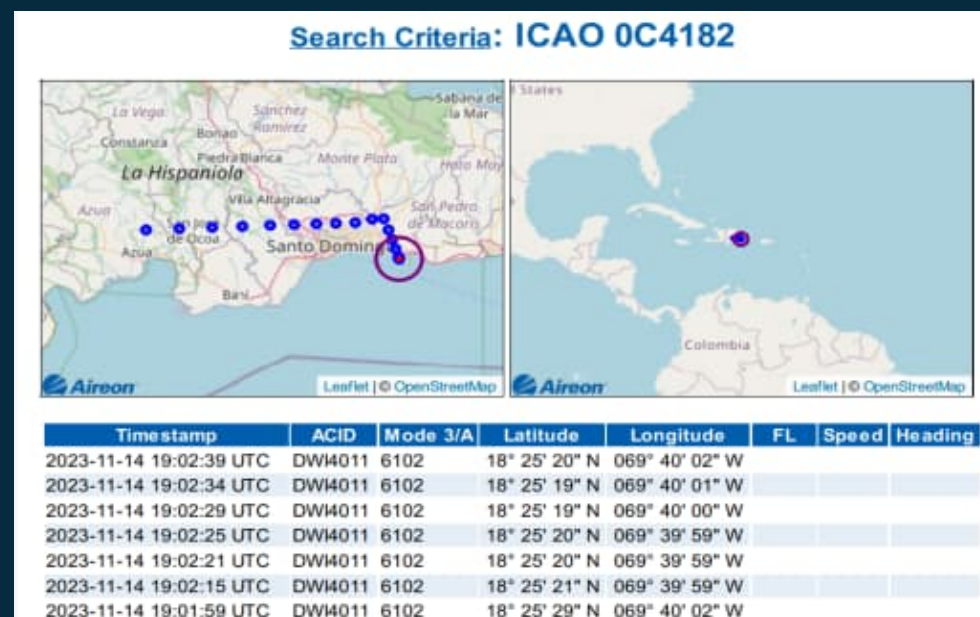 Search Criteria: ICAO 0C4182
La Vega
Sanchez
Ramirez
Sabana de
la Mar
Constanza
Bonao
Piedra Blanca
Monte Plata
Hato May
La Hispaniola
Villa Altagracia
Azua
San José
de Ocoa
San Pedro
de Macorís
Azua
Santo Doming
Baní
Aireon
Leaflet | © OpenStreetMap
d States
Colombia
Aireon
Leaflet | © OpenStreetMap
Timestamp ACID Mode 3/A Latitude Longitude FL Speed Heading
2023-11-14 19:02:39 UTC DWI4011 6102 18° 25' 20" N 069° 40' 02" W
2023-11-14 19:02:34 UTC DWI4011 6102 18° 25' 19" N 069° 40' 01" W
2023-11-14 19:02:29 UTC DWI4011 6102 18° 25' 19" N 069° 40' 00" W
2023-11-14 19:02:25 UTC DWI4011 6102 18° 25' 20" N 069° 39' 59" W
2023-11-14 19:02:21 UTC DWI4011 6102 18° 25' 20" N 069° 39' 59" W
2023-11-14 19:02:15 UTC DWI4011 6102 18° 25' 21" N 069° 39' 59" W
2023-11-14 19:01:59 UTC DWI4011 6102 18° 25' 29" N 069° 40' 02" W